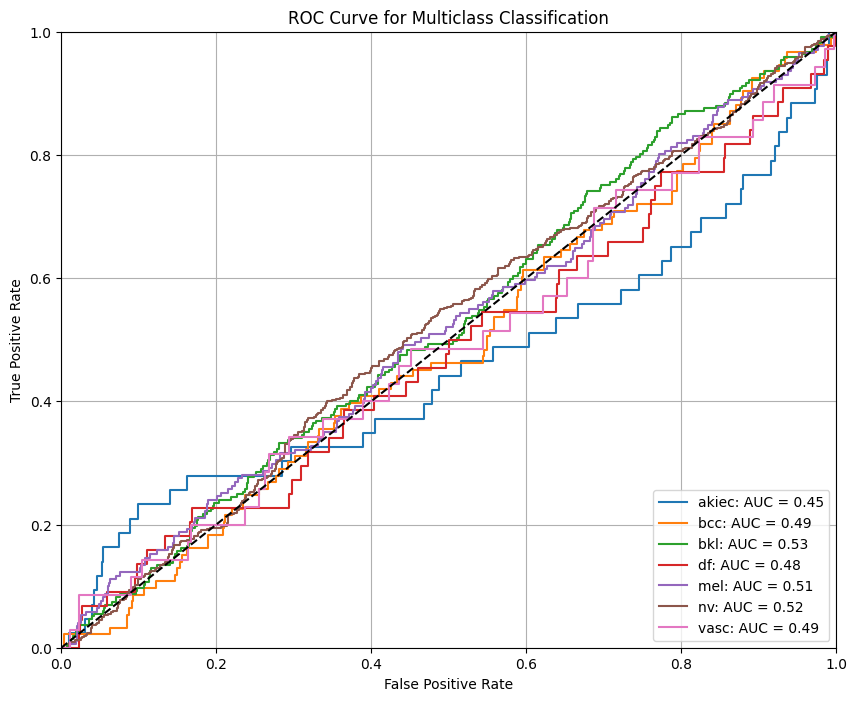 ROC Curve for Multiclass Classification
True Positive Rate
1.0
0.8
0.6
0.4
0.2
0.0
akiec: AUC = 0.45
bcc: AUC = 0.49
bkl: AUC = 0.53
df: AUC = 0.48
mel: AUC = 0.51
nv: AUC = 0.52
vasc: AUC = 0.49
0.0 0.2 0.4 0.6 0.8 1.0
False Positive Rate